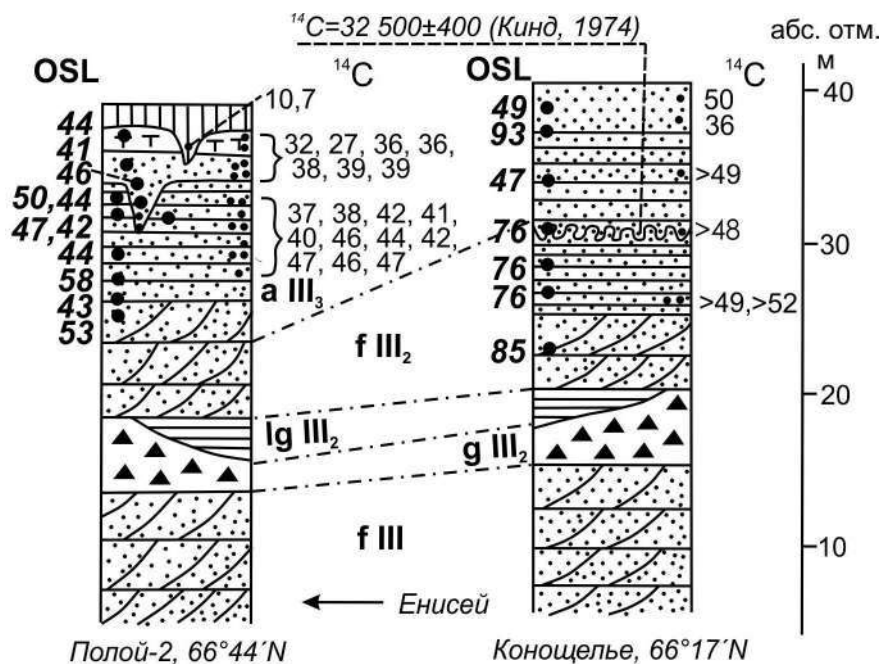 ¹⁴C=32 500±400 (Кинд, 1974)
абс. отм.
м
OSL
¹⁴C
10,7
44
41
46
50,44
47,42
44
58
43
53
32, 27, 36, 36,
38, 39, 39
37, 38, 42, 41,
40, 46, 44, 42,
47, 46, 47
a III₃
f III₂
lg III₂
g III₂
f III
Енисей
OSL
¹⁴C
49
93
47
76
76
76
85
50
36
>49
>48
>49,>52
40
30
20
10
Полой-2, 66°44´N
Конощелье, 66°17´N